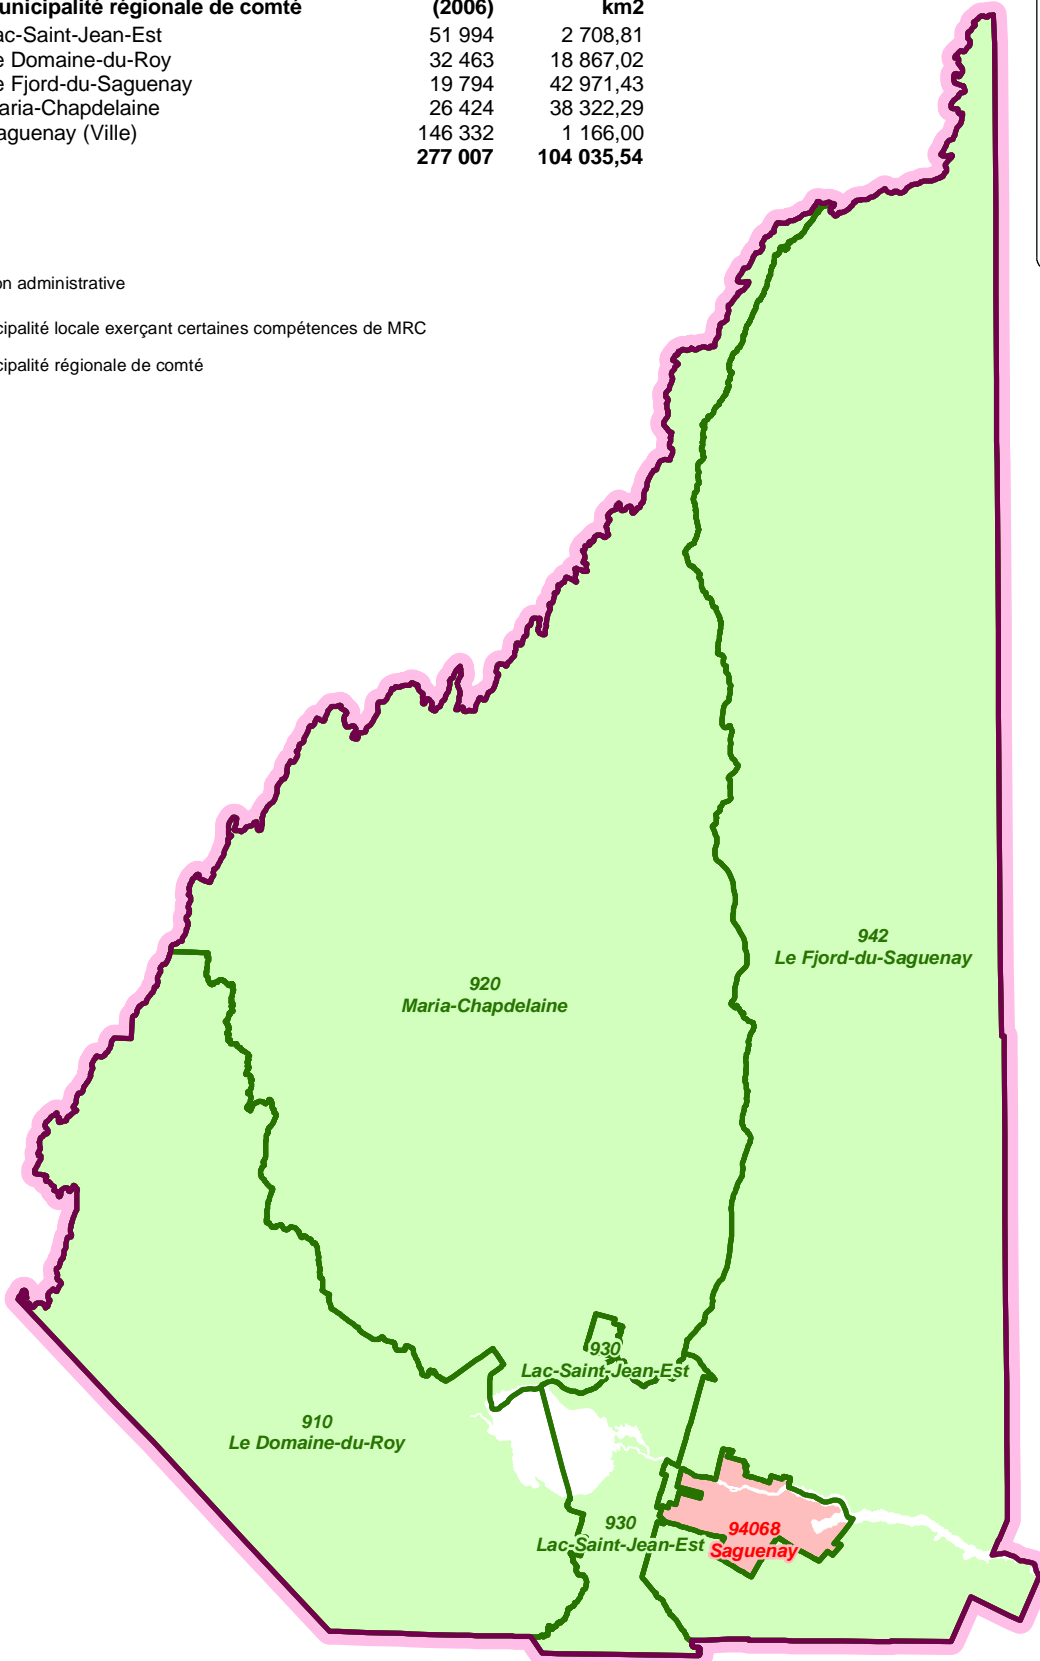 unicipalité régionale de comté (2006) km2
ac-Saint-Jean-Est 51 994 2 708,81
e Domaine-du-Roy 32 463 18 867,02
e Fjord-du-Saguenay 19 794 42 971,43
aria-Chapdelaine 26 424 38 322,29
aguenay (Ville) 146 332 1 166,00
277 007 104 035,54
on administrative
cipalité locale exerçant certaines compétences de MRC
cipalité régionale de comté
942
Le Fjord-du-Saguenay
920
Maria-Chapdelaine
930
Lac-Saint-Jean-Est
910
Le Domaine-du-Roy
930
Lac-Saint-Jean-Est
94068
Saguenay